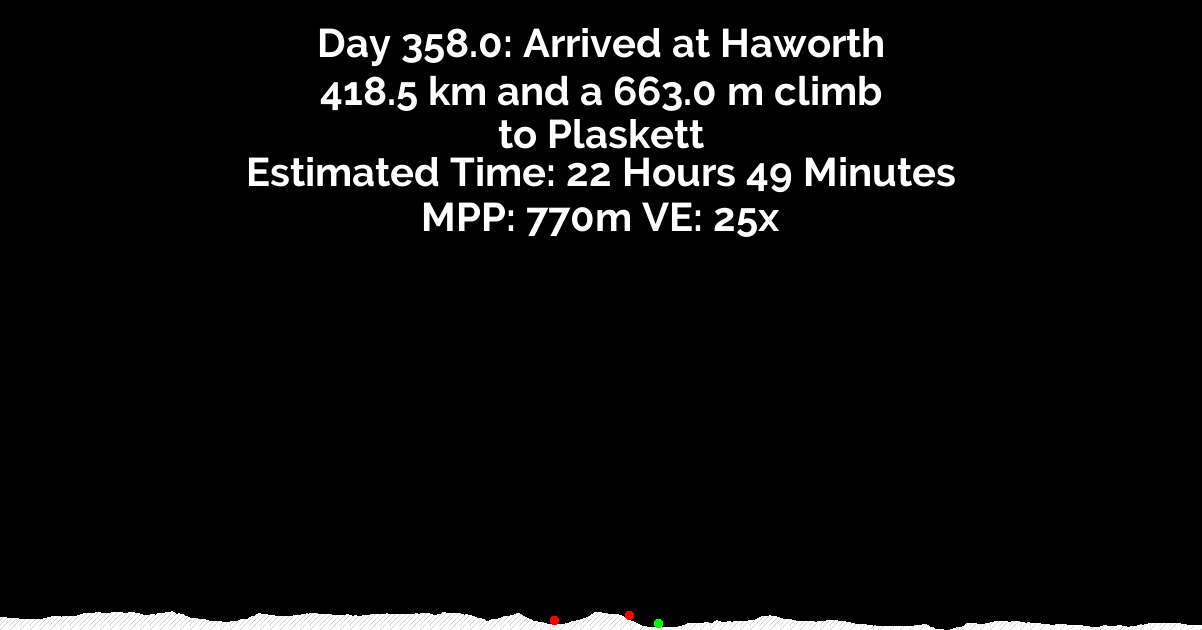 Day 358.0: Arrived at Haworth
418.5 km and a 663.0 m climb
to Plaskett
Estimated Time: 22 Hours 49 Minutes
MPP: 770m VE: 25x